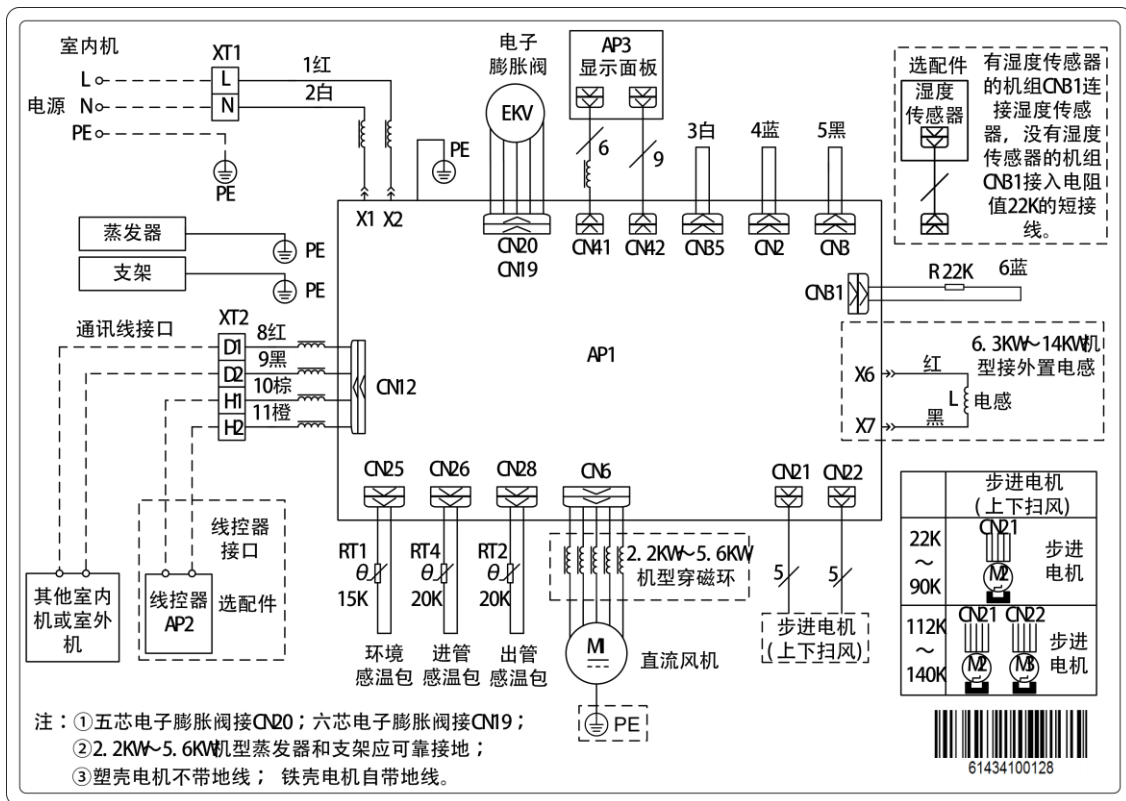 室内机
L
电源 N
PE
XT1
L
N
1红
2白
PE
PE
X1 X2
电子
膨胀阀
EKV
CN20
CN19
AP3
显示面板
6
9
CN41
CN42
3白
4蓝
5黑
CN35
CN2
CN3
选配件
湿度
传感器
有湿度传感器
的机组CN31连
接湿度传感
器，没有湿度
传感器的机组
CN31接入电阻
值22K的短接
线。
蒸发器
PE
支架
PE
CN31
R 22K
6蓝
通讯线接口
XT2
D1
D2
H1
H2
8红
9黑
10棕
11橙
CN12
AP1
6.3KW～14KW机
型接外置电感
X6
红
L 电感
X7
黑
线控器
接口
其他室内
机或室外
机
线控器
AP2
选配件
CN25
CN26
CN28
CN6
CN21
CN22
RT1
θ
15K
RT4
θ
20K
RT2
θ
20K
环境
感温包
进管
感温包
出管
感温包
2.2KW～5.6KW
机型穿磁环
M1
直流风机
PE
5
5
步进电机
(上下扫风)
步进电机
(上下扫风)
22K
～
90K
CN21
M2
步进
电机
112K
～
140K
CN21
CN22
M2
M3
步进
电机
注：①五芯电子膨胀阀接CN20；六芯电子膨胀阀接CN19；
②2.2KW～5.6KW机型蒸发器和支架应可靠接地；
③塑壳电机不带地线； 铁壳电机自带地线。
61434100128